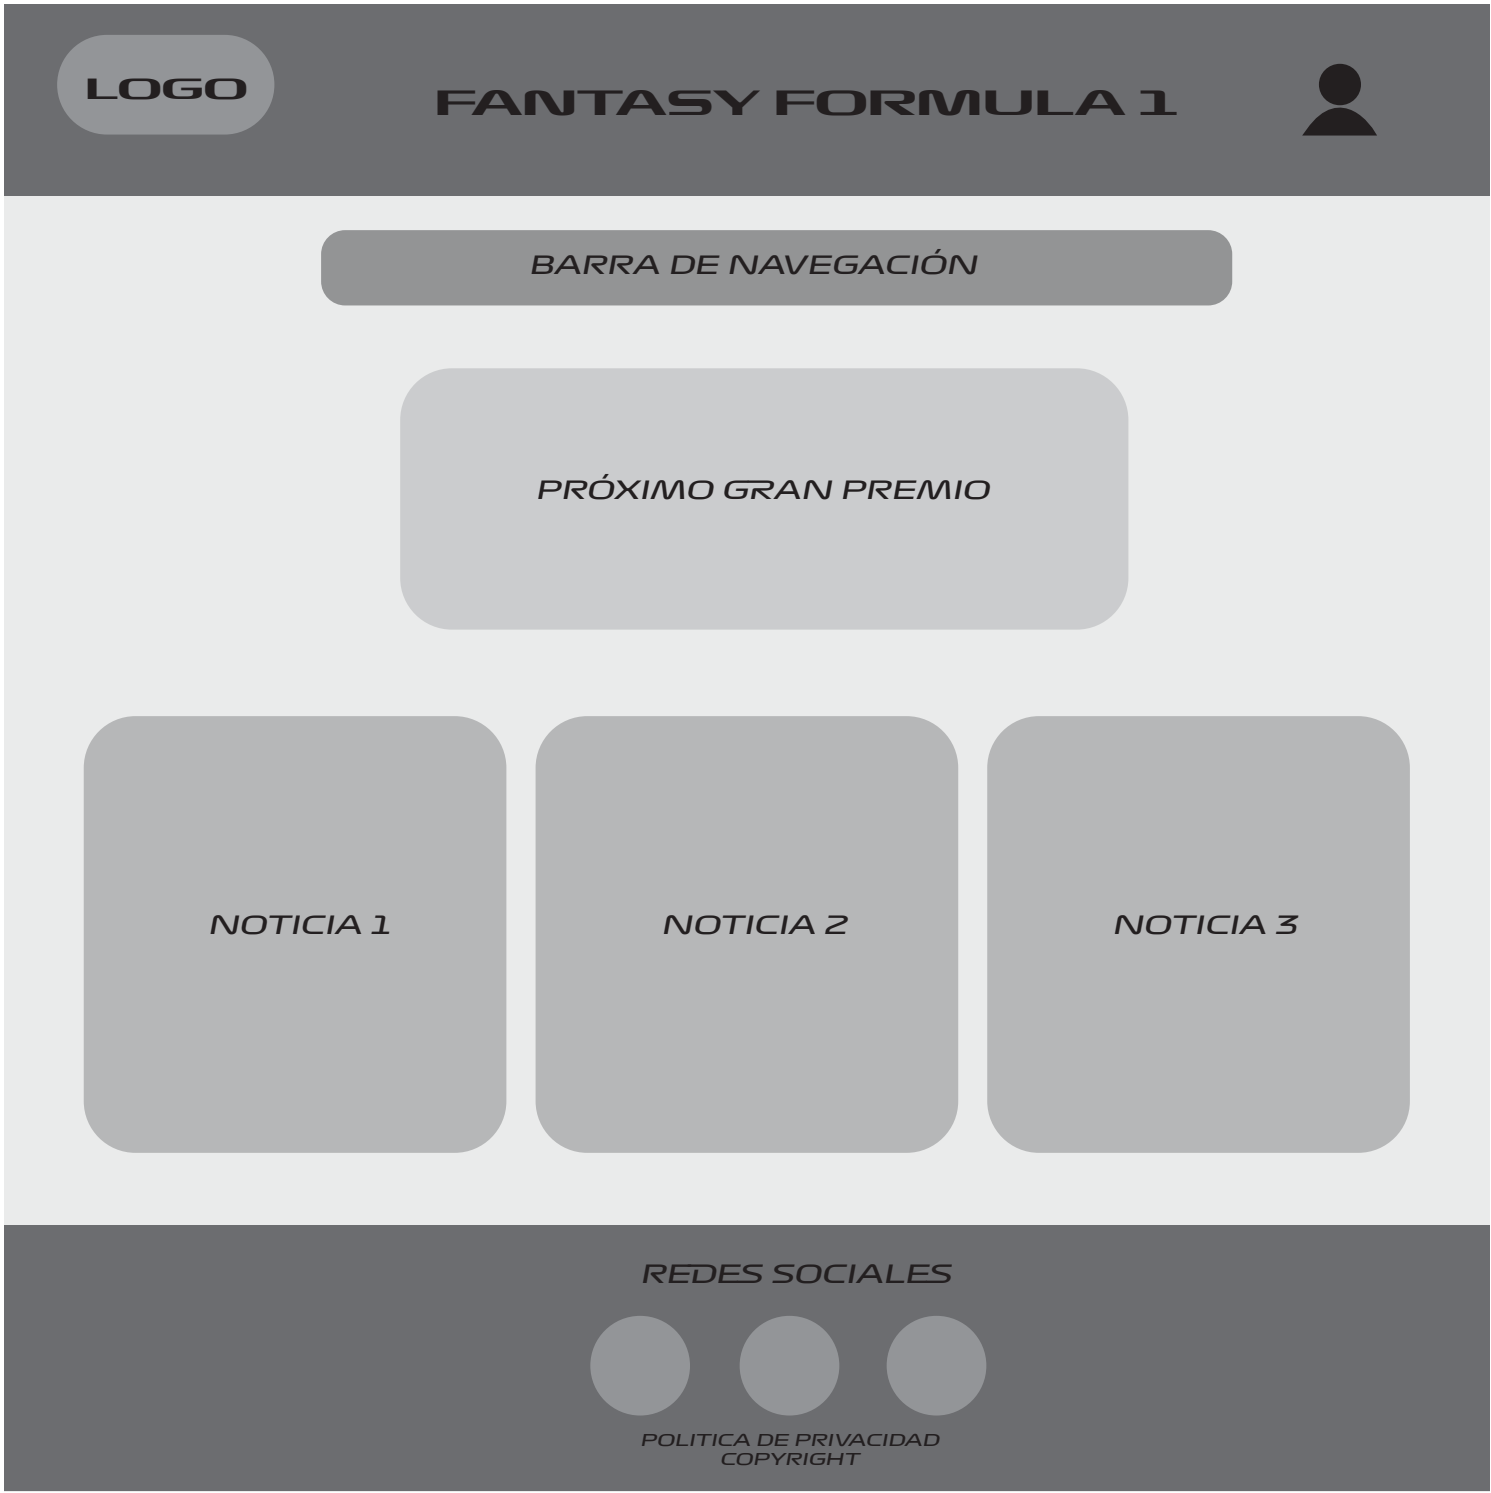 LOGO
FANTASY FORMULA 1
BARRA DE NAVEGACIÓN
PRÓXIMO GRAN PREMIO
NOTICIA 1
NOTICIA 2
NOTICIA 3
REDES SOCIALES
POLITICA DE PRIVACIDAD
COPYRIGHT